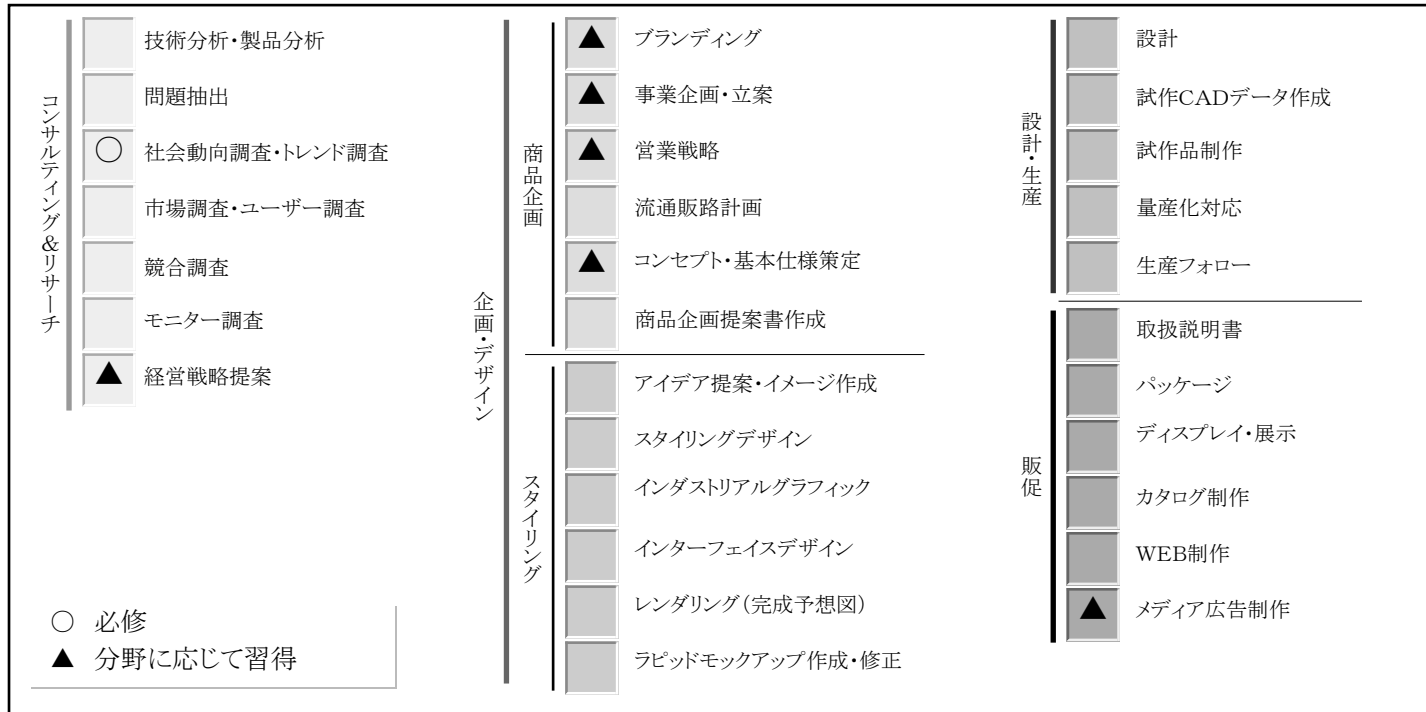 コンサルティング&リサーチ
技術分析・製品分析
問題抽出
○ 社会動向調査・トレンド調査
市場調査・ユーザー調査
競合調査
モニター調査
▲ 経営戦略提案
企画・デザイン
商品企画
▲ ブランディング
▲ 事業企画・立案
▲ 営業戦略
流通販路計画
▲ コンセプト・基本仕様策定
商品企画提案書作成
スタイリング
アイデア提案・イメージ作成
スタイリングデザイン
インダストリアルグラフィック
インターフェイスデザイン
レンダリング(完成予想図)
ラピッドモックアップ作成・修正
設計・生産
設計
試作CADデータ作成
試作品制作
量産化対応
生産フォロー
販促
取扱説明書
パッケージ
ディスプレイ・展示
カタログ制作
WEB制作
▲ メディア広告制作
○ 必修
▲ 分野に応じて習得